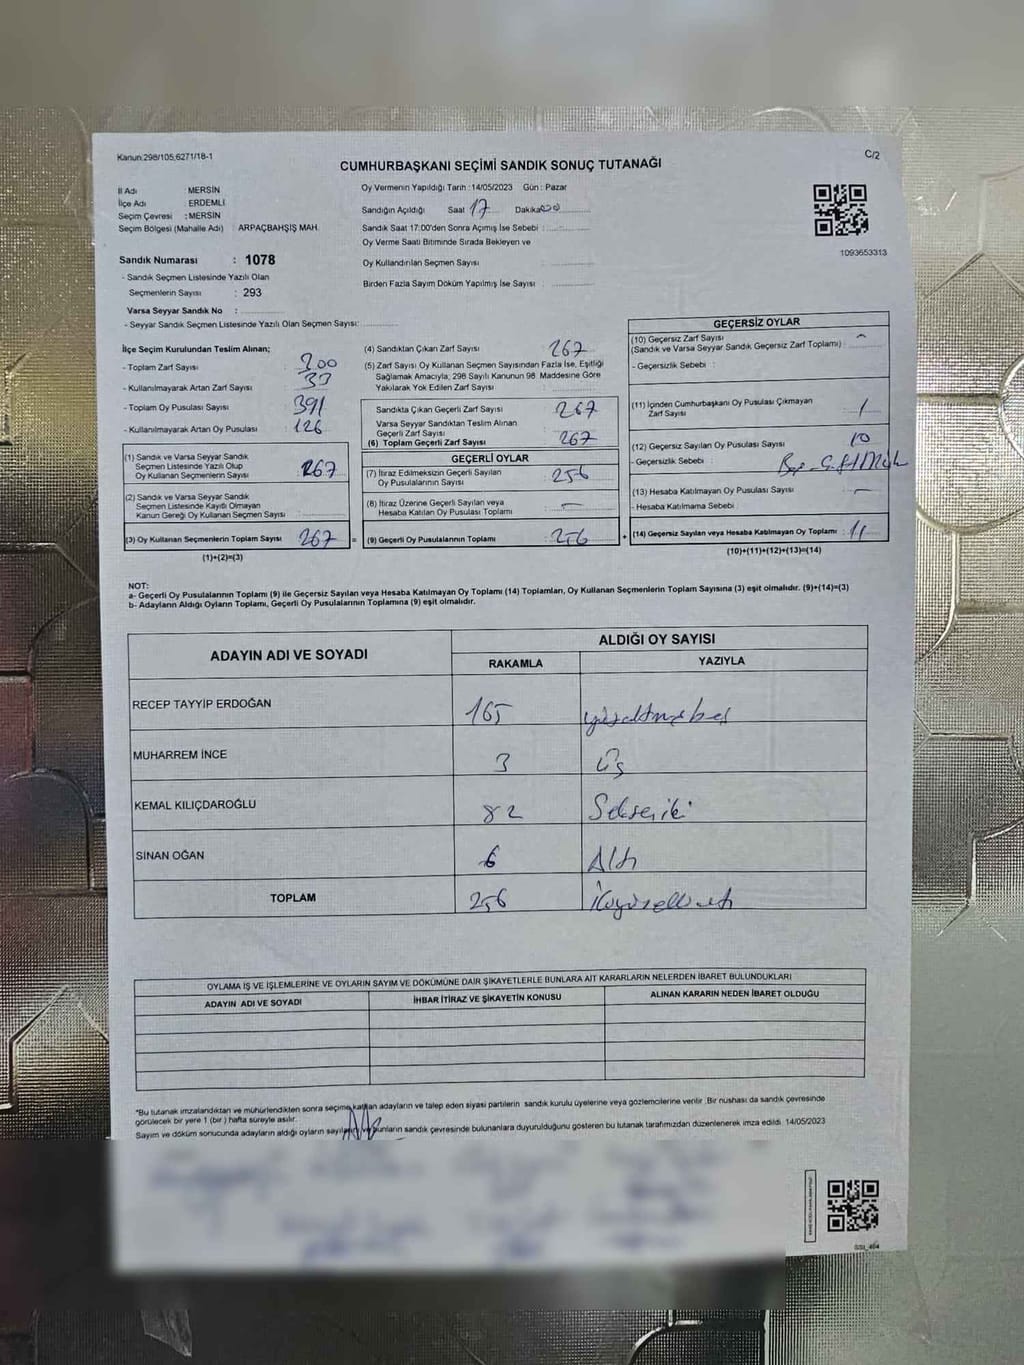 Kanun:298/105,6271/18-1
C/2
CUMHURBAŞKANI SEÇİMİ SANDIK SONUÇ TUTANAĞI
İl Adı : MERSİN
İlçe Adı : ERDEMLİ
Seçim Çevresi : MERSİN
Seçim Bölgesi (Mahalle Adı) : ARPAÇBAHŞİŞ MAH.
Oy Vermenin Yapıldığı Tarih : 14/05/2023 Gün : Pazar
Sandığın Açıldığı Saat 17 Dakika 00
Sandık Saat 17:00'den Sonra Açımış İse Sebebi :
Oy Verme Saati Bitiminde Sırada Bekleyen ve
Oy Kullandırılan Seçmen Sayısı :
Birden Fazla Sayım Döküm Yapılmış İse Sayısı :
1093653313
Sandık Numarası : 1078
- Sandık Seçmen Listesinde Yazılı Olan
Seçmenlerin Sayısı : 293
Varsa Seyyar Sandık No :
- Seyyar Sandık Seçmen Listesinde Yazılı Olan Seçmen Sayısı:
İlçe Seçim Kurulundan Teslim Alınan;
- Toplam Zarf Sayısı :
- Kullanılmayarak Artan Zarf Sayısı :
- Toplam Oy Pusulası Sayısı : 391
- Kullanılmayarak Artan Oy Pusulası : 126
(1) Sandık ve Varsa Seyyar Sandık
Seçmen Listesinde Yazılı Olup
Oy Kullanan Seçmenlerin Sayısı : 267
(2) Sandık ve Varsa Seyyar Sandık
Seçmen Listesinde Kayıtlı Olmayan
Kanun Gereği Oy Kullanan Seçmen Sayısı :
(3) Oy Kullanan Seçmenlerin Toplam Sayısı : 267 =
(1)+(2)=(3)
(4) Sandıktan Çıkan Zarf Sayısı : 267
(5) Zarf Sayısı Oy Kullanan Seçmen Sayısından Fazla İse, Eşitliği
Sağlamak Amacıyla; 298 Sayılı Kanunun 98. Maddesine Göre
Yakılarak Yok Edilen Zarf Sayısı :
Sandıkta Çıkan Geçerli Zarf Sayısı : 267
Varsa Seyyar Sandıktan Teslim Alınan
Geçerli Zarf Sayısı :
(6) Toplam Geçerli Zarf Sayısı : 267
GEÇERLİ OYLAR
(7) İtiraz Edilmeksizin Geçerli Sayılan
Oy Pusulalarının Sayısı : 256
(8) İtiraz Üzerine Geçerli Sayılan veya
Hesaba Katılan Oy Pusulası Toplamı : —
(9) Geçerli Oy Pusulalarının Toplamı : 256 +
GEÇERSİZ OYLAR
(10) Geçersiz Zarf Sayısı
(Sandık ve Varsa Seyyar Sandık Geçersiz Zarf Toplamı) : —
- Geçersizlik Sebebi :
(11) İçinden Cumhurbaşkanı Oy Pusulası Çıkmayan
Zarf Sayısı : 1
(12) Geçersiz Sayılan Oy Pusulası Sayısı : 10
- Geçersizlik Sebebi :
(13) Hesaba Katılmayan Oy Pusulası Sayısı : —
- Hesaba Katılmama Sebebi :
(14) Geçersiz Sayılan veya Hesaba Katılmayan Oy Toplamı : 11
(10)+(11)+(12)+(13)=(14)
NOT:
a- Geçerli Oy Pusulalarının Toplamı (9) ile Geçersiz Sayılan veya Hesaba Katılmayan Oy Toplamı (14) Toplamları, Oy Kullanan Seçmenlerin Toplam Sayısına (3) eşit olmalıdır. (9)+(14)=(3)
b- Adayların Aldığı Oyların Toplamı, Geçerli Oy Pusulalarının Toplamına (9) eşit olmalıdır.
ADAYIN ADI VE SOYADI
ALDIĞI OY SAYISI
RAKAMLA YAZIYLA
RECEP TAYYİP ERDOĞAN 165 yüzaltmışbeş
MUHARREM İNCE 3 üş
KEMAL KILIÇDAROĞLU 82 Seksen iki
SİNAN OĞAN 6 Altı
TOPLAM 256 İkiyüzellialtı
OYLAMA İŞ VE İŞLEMLERİNE VE OYLARIN SAYIM VE DÖKÜMÜNE DAİR ŞİKAYETLERLE BUNLARA AİT KARARLARIN NELERDEN İBARET BULUNDUKLARI
ADAYIN ADI VE SOYADI İHBAR İTİRAZ VE ŞİKAYETİN KONUSU ALINAN KARARIN NEDEN İBARET OLDUĞU
*Bu tutanak imzalandıktan ve mühürlendikten sonra seçime katılan adayların ve talep eden siyasi partilerin sandık kurulu üyelerine veya gözlemcilerine verilir .Bir nüshası da sandık çevresinde
görülecek bir yere 1 (bir ) hafta süreyle asılır.
Sayım ve döküm sonucunda adayların aldığı oyların sayılarını ve bunların sandık çevresinde bulunanlara duyurulduğunu gösteren bu tutanak tarafımızdan düzenlenerek imza edildi. 14/05/2023